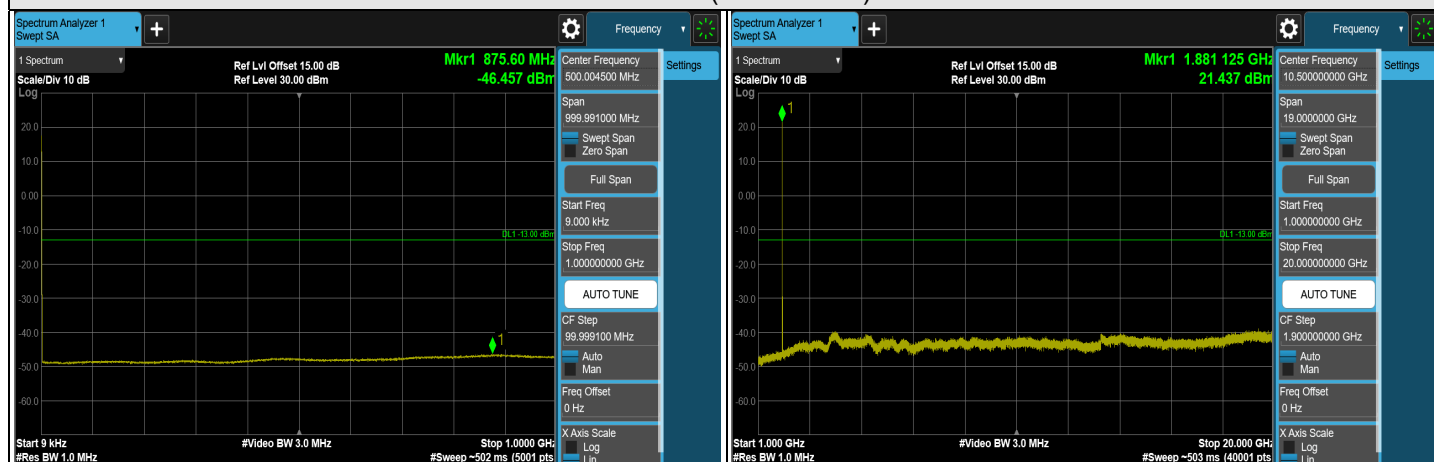 Spectrum Analyzer 1
Swept SA
+
Frequency
1 Spectrum
Ref Lvl Offset 15.00 dB
Mkr1 875.60 MHz
Scale/Div 10 dB
Ref Level 30.00 dBm
-46.457 dBm
Log
1
20.0
10.0
0.00
-10.0
DL1 -13.00 dBm
-20.0
-30.0
-40.0
-50.0
-60.0
Start 9 kHz
#Video BW 3.0 MHz
Stop 1.0000 GHz
#Res BW 1.0 MHz
#Sweep ~502 ms (5001 pts
Center Frequency
500.004500 MHz
Settings
Span
999.991000 MHz
Swept Span
Zero Span
Full Span
Start Freq
9.000 kHz
Stop Freq
1.000000000 GHz
AUTO TUNE
CF Step
99.999100 MHz
Auto
Man
Freq Offset
0 Hz
X Axis Scale
Log
Lin
Spectrum Analyzer 1
Swept SA
+
Frequency
1 Spectrum
Ref Lvl Offset 15.00 dB
Mkr1 1.881 125 GHz
Scale/Div 10 dB
Ref Level 30.00 dBm
21.437 dBm
Log
1
20.0
10.0
0.00
-10.0
DL1 -13.00 dBm
-20.0
-30.0
-40.0
-50.0
-60.0
Start 1.000 GHz
#Video BW 3.0 MHz
Stop 20.000 GHz
#Res BW 1.0 MHz
#Sweep ~503 ms (40001 pts
Center Frequency
10.500000000 GHz
Settings
Span
19.0000000 GHz
Swept Span
Zero Span
Full Span
Start Freq
1.000000000 GHz
Stop Freq
20.000000000 GHz
AUTO TUNE
CF Step
1.900000000 GHz
Auto
Man
Freq Offset
0 Hz
X Axis Scale
Log
Lin